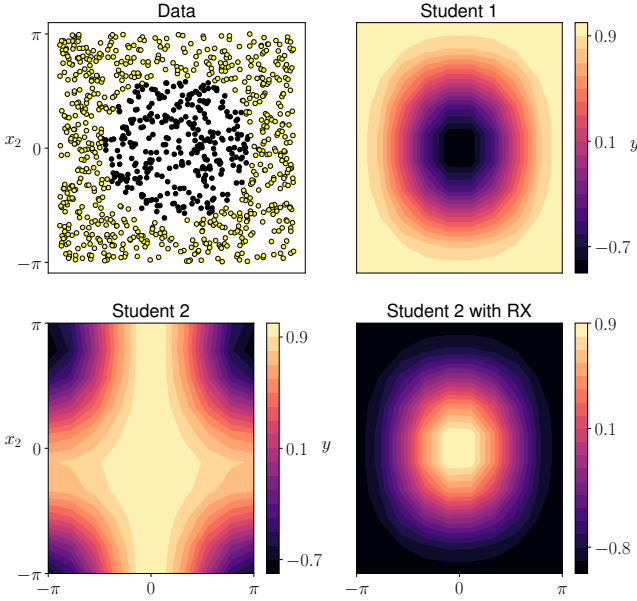 Data
π
x₂
0
−π
Student 1
0.9
0.1
y
−0.7
Student 2
π
x₂
0
−π
−π
0
π
0.9
0.1
y
−0.7
Student 2 with RX
−π
0
π
0.9
0.1
−0.8